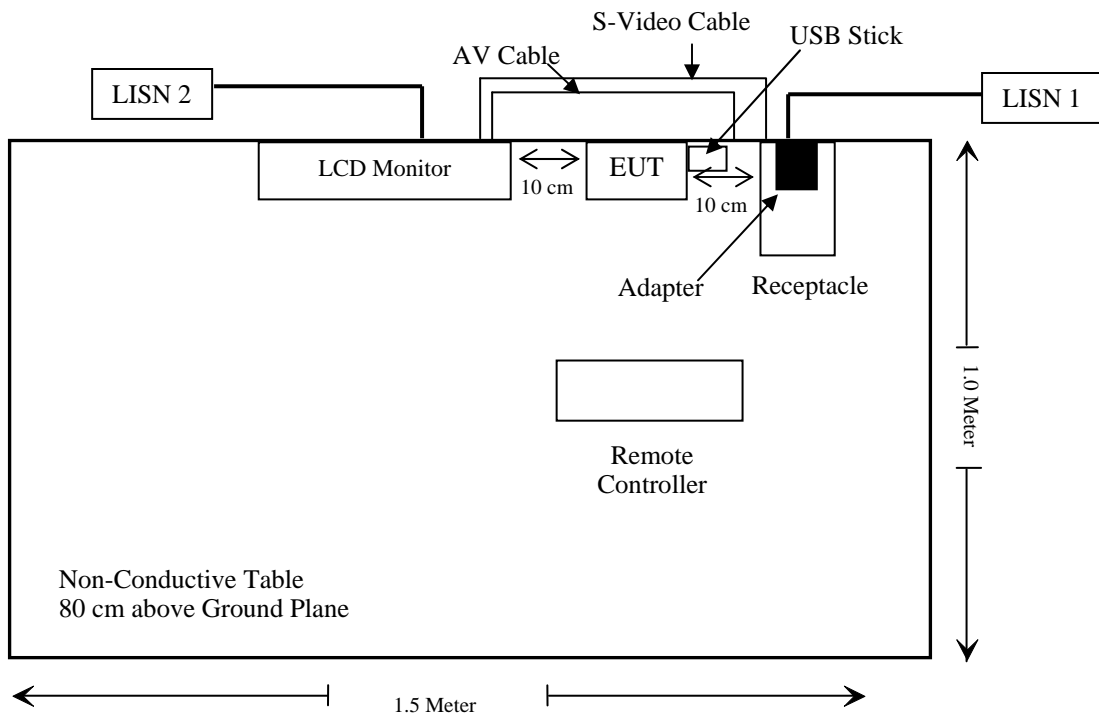 S-Video Cable
USB Stick
AV Cable
LISN 2
LISN 1
LCD Monitor
10 cm
EUT
10 cm
Adapter
Receptacle
1.0 Meter
Remote
Controller
Non-Conductive Table
80 cm above Ground Plane
1.5 Meter